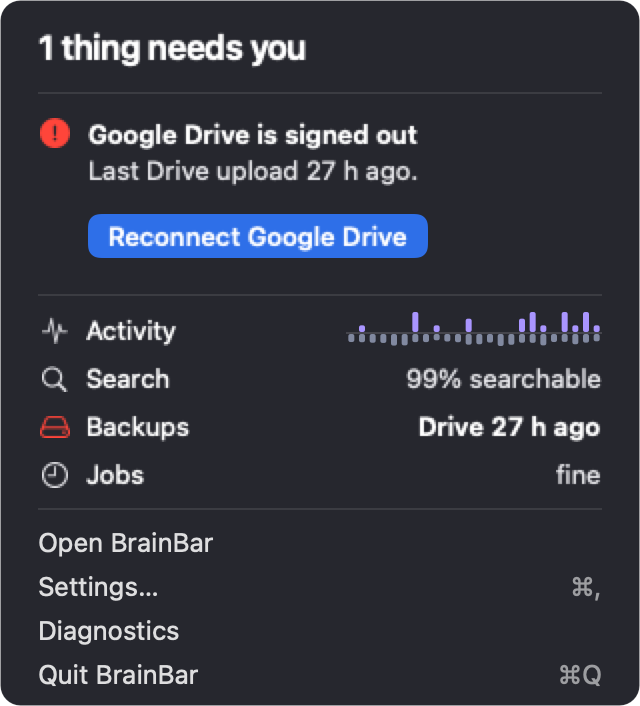 1 thing needs you
Google Drive is signed out
Last Drive upload 27 h ago.
Reconnect Google Drive
Activity
Search 99% searchable
Backups Drive 27 h ago
Jobs fine
Open BrainBar
Settings... ⌘,
Diagnostics
Quit BrainBar ⌘Q